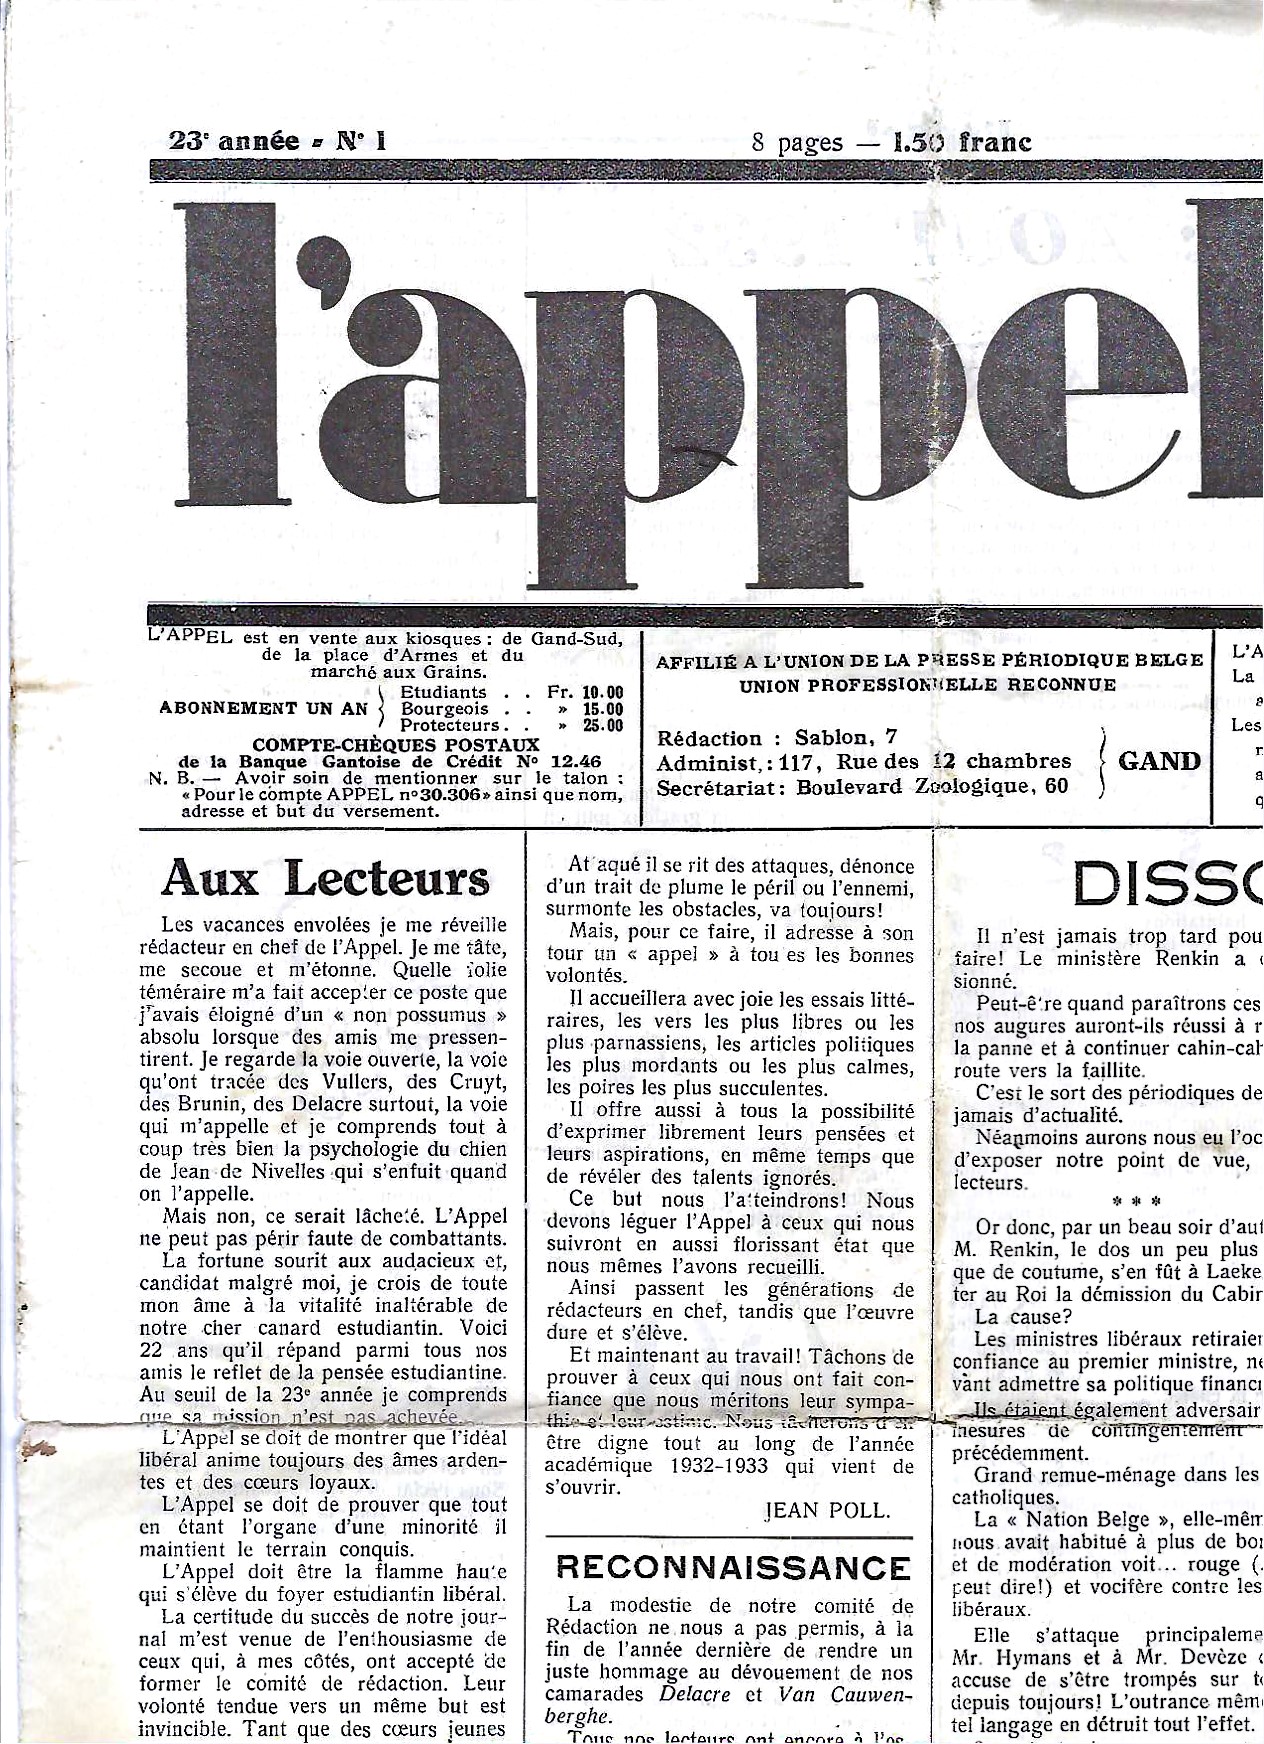 23e année - N° 1
8 pages — 1.50 franc
l'appel
L'APPEL est en vente aux kiosques : de Gand-Sud,
de la place d'Armes et du
marché aux Grains.
ABONNEMENT UN AN
Etudiants . . Fr. 10.00
Bourgeois . . » 15.00
Protecteurs . . » 25.00
COMPTE-CHÈQUES POSTAUX
de la Banque Gantoise de Crédit N° 12.46
N. B. — Avoir soin de mentionner sur le talon :
« Pour le compte APPEL n° 30.306 » ainsi que nom,
adresse et but du versement.
AFFILIÉ A L'UNION DE LA PRESSE PÉRIODIQUE BELGE
UNION PROFESSIONNELLE RECONNUE
Rédaction : Sablon, 7
Administ. : 117, Rue des 12 chambres
Secrétariat : Boulevard Zoologique, 60
GAND
L'A
La
Les
Aux Lecteurs
Les vacances envolées je me réveille
rédacteur en chef de l'Appel. Je me tâte,
me secoue et m'étonne. Quelle folie
téméraire m'a fait accepter ce poste que
j'avais éloigné d'un « non possumus »
absolu lorsque des amis me pressen-
tirent. Je regarde la voie ouverte, la voie
qu'ont tracée des Vullers, des Cruyt,
des Brunin, des Delacre surtout, la voie
qui m'appelle et je comprends tout à
coup très bien la psychologie du chien
de Jean de Nivelles qui s'enfuit quand
on l'appelle.
Mais non, ce serait lâcheté. L'Appel
ne peut pas périr faute de combattants.
La fortune sourit aux audacieux et,
candidat malgré moi, je crois de toute
mon âme à la vitalité inaltérable de
notre cher canard estudiantin. Voici
22 ans qu'il répand parmi tous nos
amis le reflet de la pensée estudiantine.
Au seuil de la 23e année je comprends
que sa mission n'est pas achevée.
L'Appel se doit de montrer que l'idéal
libéral anime toujours des âmes arden-
tes et des cœurs loyaux.
L'Appel se doit de prouver que tout
en étant l'organe d'une minorité il
maintient le terrain conquis.
L'Appel doit être la flamme haute
qui s'élève du foyer estudiantin libéral.
La certitude du succès de notre jour-
nal m'est venue de l'enthousiasme de
ceux qui, à mes côtés, ont accepté de
former le comité de rédaction. Leur
volonté tendue vers un même but est
invincible. Tant que des cœurs jeunes
Attaqué il se rit des attaques, dénonce
d'un trait de plume le péril ou l'ennemi,
surmonte les obstacles, va toujours!
Mais, pour ce faire, il adresse à son
tour un « appel » à toutes les bonnes
volontés.
Il accueillera avec joie les essais litté-
raires, les vers les plus libres ou les
plus parnassiens, les articles politiques
les plus mordants ou les plus calmes,
les poires les plus succulentes.
Il offre aussi à tous la possibilité
d'exprimer librement leurs pensées et
leurs aspirations, en même temps que
de révéler des talents ignorés.
Ce but nous l'atteindrons! Nous
devons léguer l'Appel à ceux qui nous
suivront en aussi florissant état que
nous mêmes l'avons recueilli.
Ainsi passent les générations de
rédacteurs en chef, tandis que l'œuvre
dure et s'élève.
Et maintenant au travail! Tâchons de
prouver à ceux qui nous ont fait con-
fiance que nous méritons leur sympa-
thie et leur estime. Nous tâcherons d'en
être digne tout au long de l'année
académique 1932-1933 qui vient de
s'ouvrir.
JEAN POLL.
RECONNAISSANCE
La modestie de notre comité de
Rédaction ne nous a pas permis, à la
fin de l'année dernière de rendre un
juste hommage au dévouement de nos
camarades Delacre et Van Cauwen-
berghe.
Tous nos lecteurs ont encore à l'es-
DISSO
Il n'est jamais trop tard pou
faire! Le ministère Renkin a
sionné.
Peut-être quand paraîtrons ces
nos augures auront-ils réussi à r
la panne et à continuer cahin-cah
route vers la faillite.
C'est le sort des périodiques de
jamais d'actualité.
Néanmoins aurons nous eu l'oc
d'exposer notre point de vue,
lecteurs.
* * *
Or donc, par un beau soir d'aut
M. Renkin, le dos un peu plus
que de coutume, s'en fût à Laeke
ter au Roi la démission du Cabin
La cause?
Les ministres libéraux retiraien
confiance au premier ministre, ne
vant admettre sa politique financi
Ils étaient également adversair
mesures de contingentement
précédemment.
Grand remue-ménage dans les
catholiques.
La « Nation Belge », elle-mêm
nous avait habitué à plus de bon
et de modération voit... rouge (.
peut dire!) et vocifère contre les
libéraux.
Elle s'attaque principaleme
Mr. Hymans et à Mr. Devèze
accuse de s'être trompés sur to
depuis toujours! L'outrance mêm
tel langage en détruit tout l'effet.